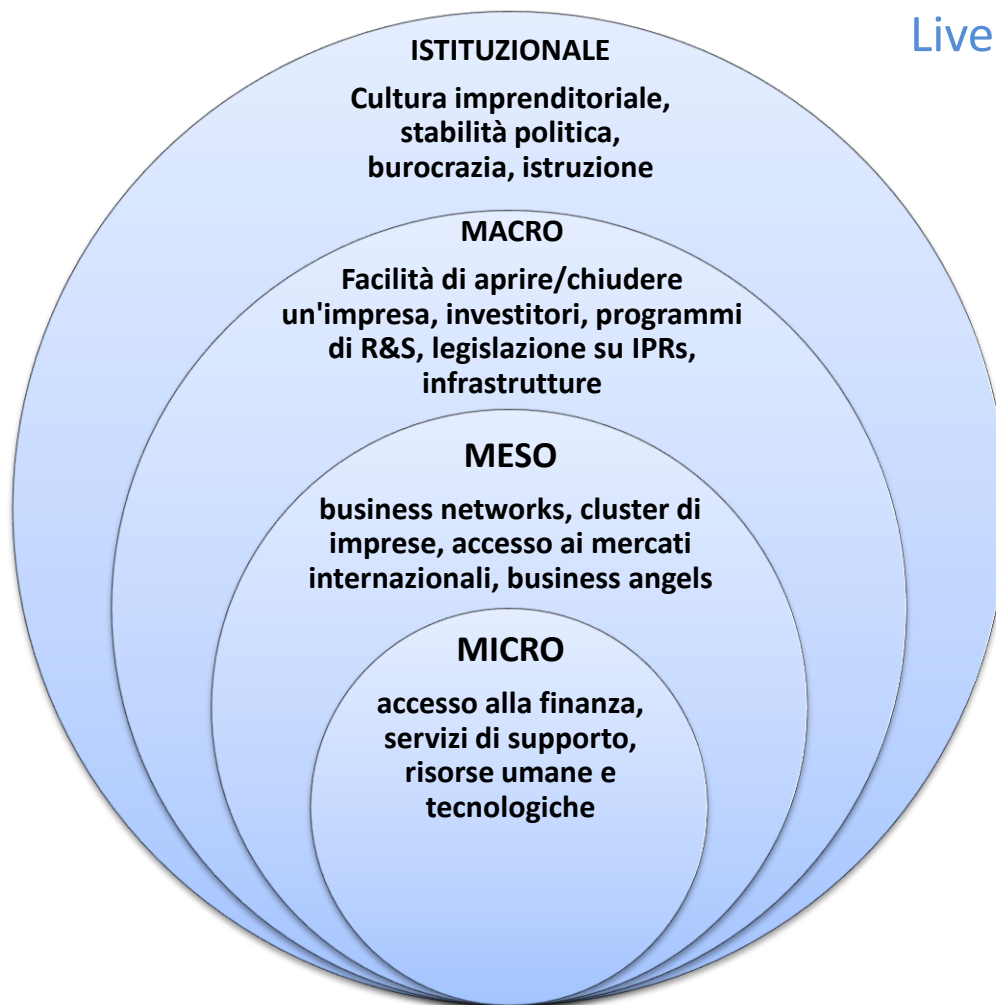 Live
ISTITUZIONALE
Cultura imprenditoriale,
stabilità politica,
burocrazia, istruzione
MACRO
Facilità di aprire/chiudere
un'impresa, investitori, programmi
di R&S, legislazione su IPRs,
infrastrutture
MESO
business networks, cluster di
imprese, accesso ai mercati
internazionali, business angels
MICRO
accesso alla finanza,
servizi di supporto,
risorse umane e
tecnologiche